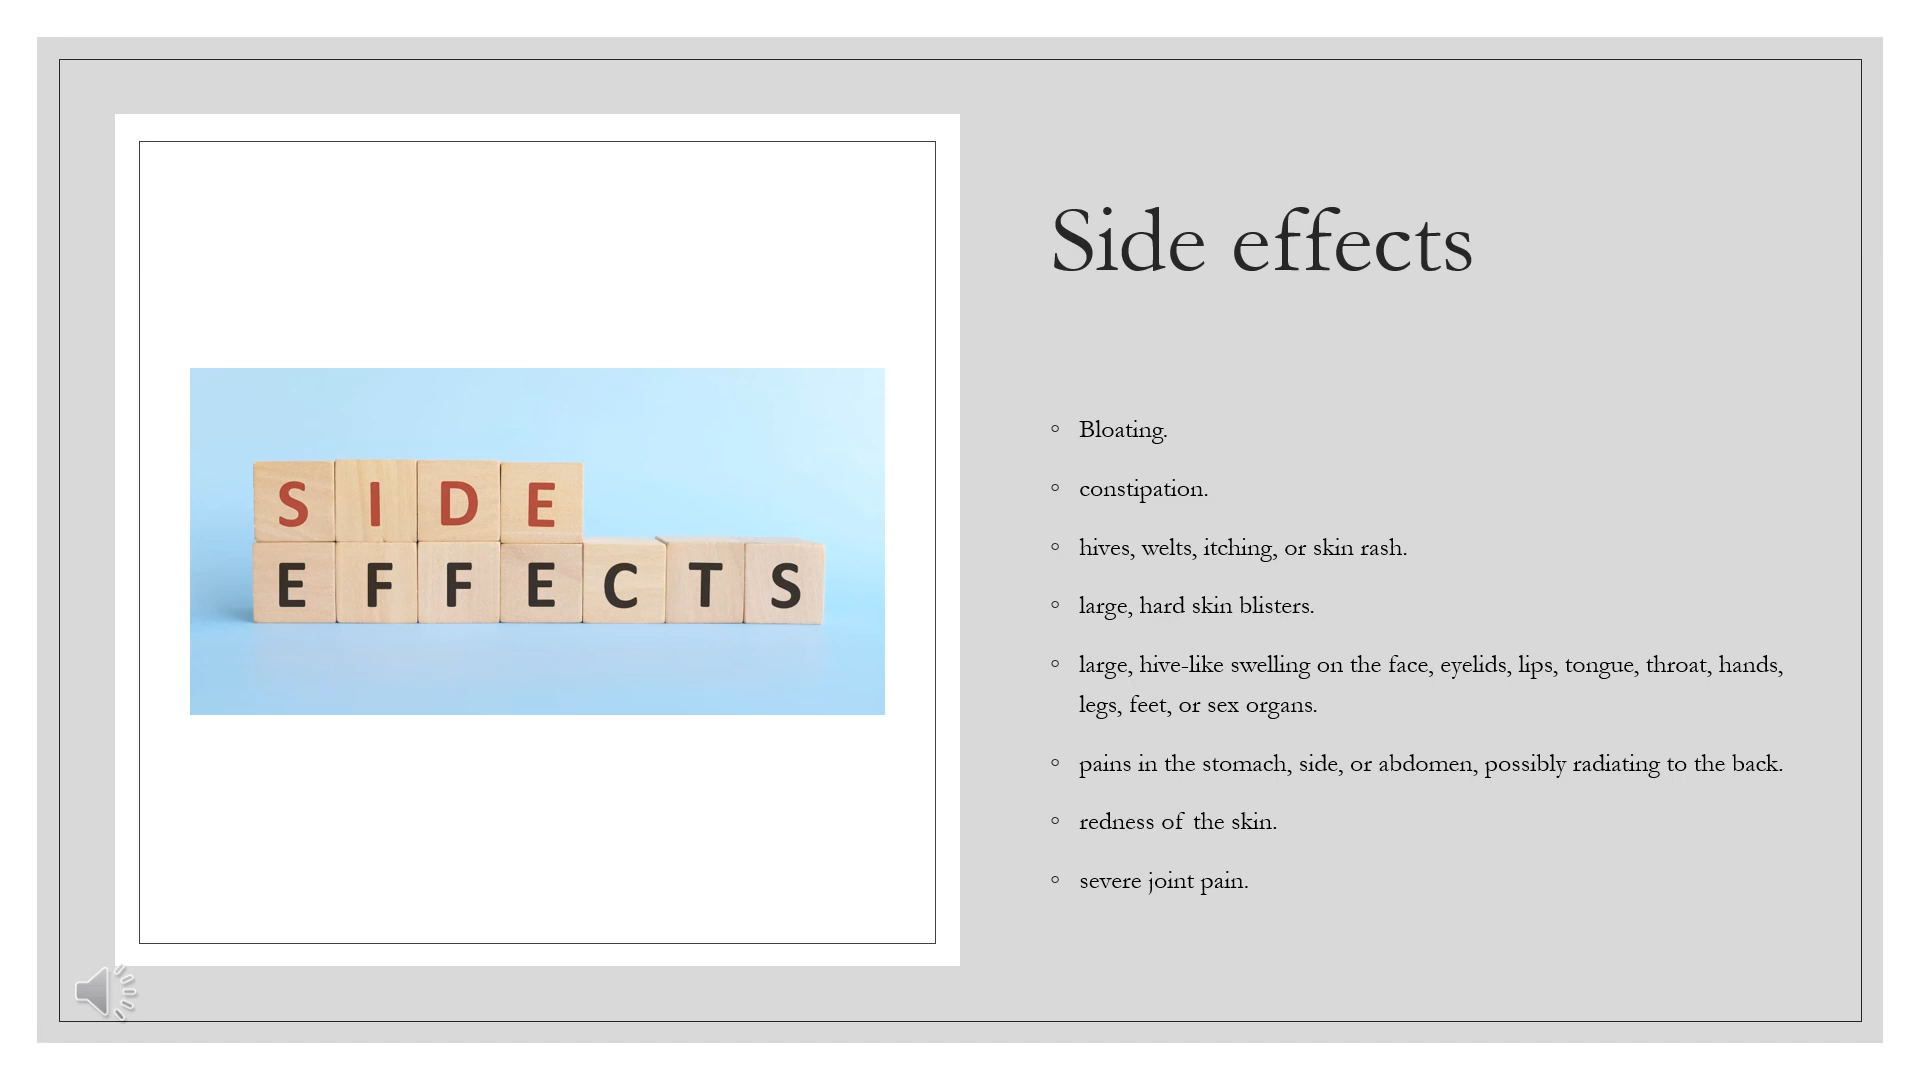 SIDE
EFFECTS
Side effects
◦ Bloating.
◦ constipation.
◦ hives, welts, itching, or skin rash.
◦ large, hard skin blisters.
◦ large, hive-like swelling on the face, eyelids, lips, tongue, throat, hands,
legs, feet, or sex organs.
◦ pains in the stomach, side, or abdomen, possibly radiating to the back.
◦ redness of the skin.
◦ severe joint pain.